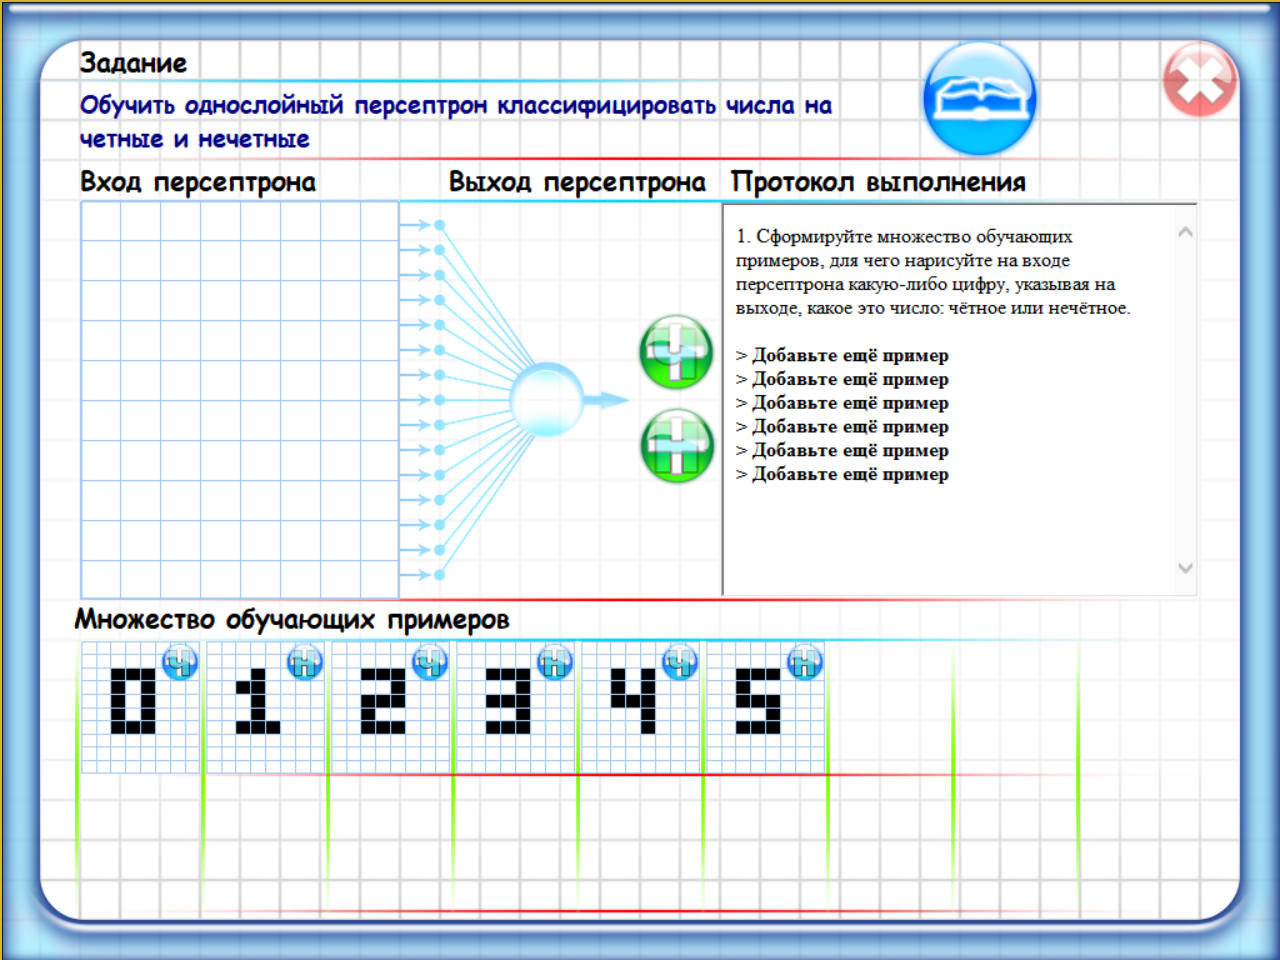 Задание
Обучить однослойный персептрон классифицировать числа на
четные и нечетные
Вход персептрона
Выход персептрона
Протокол выполнения
1. Сформируйте множество обучающих
примеров, для чего нарисуйте на входе
персептрона какую-либо цифру, указывая на
выходе, какое это число: чётное или нечётное.
> Добавьте ещё пример
> Добавьте ещё пример
> Добавьте ещё пример
> Добавьте ещё пример
> Добавьте ещё пример
> Добавьте ещё пример
Ч
Н
Множество обучающих примеров
Ч Н Ч Н Ч Н
0 1 2 3 4 5